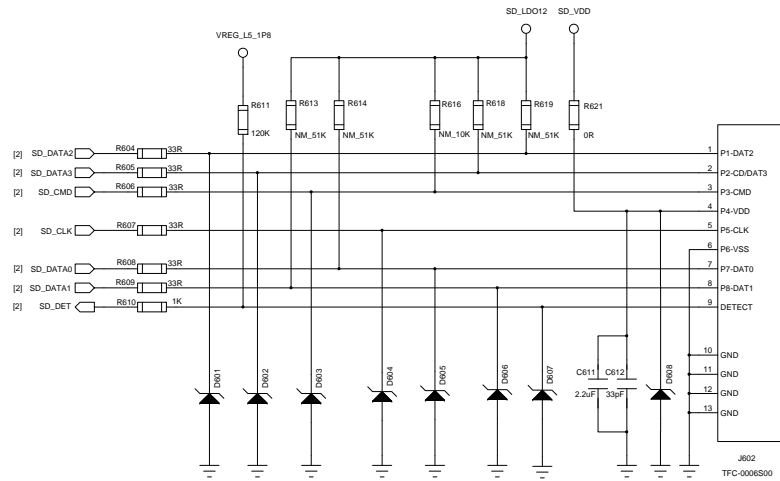 SD_LDO12 SD_VDD
VREG_L5_1P8
R611 R613 R614 R616 R618 R619 R621
120K NM_51K NM_51K NM_10K NM_51K NM_51K 0R
[2] SD_DATA2 R604 33R 1 P1-DAT2
[2] SD_DATA3 R605 33R 2 P2-CD/DAT3
[2] SD_CMD R606 33R 3 P3-CMD
4 P4-VDD
[2] SD_CLK R607 33R 5 P5-CLK
6 P6-VSS
[2] SD_DATA0 R608 33R 7 P7-DAT0
[2] SD_DATA1 R609 33R 8 P8-DAT1
[2] SD_DET R610 1K 9 DETECT
10 GND
11 GND
12 GND
13 GND
D601 D602 D603 D604 D605 D606 D607 C611 C612 D608
2.2uF 33pF
J602
TFC-0006S00